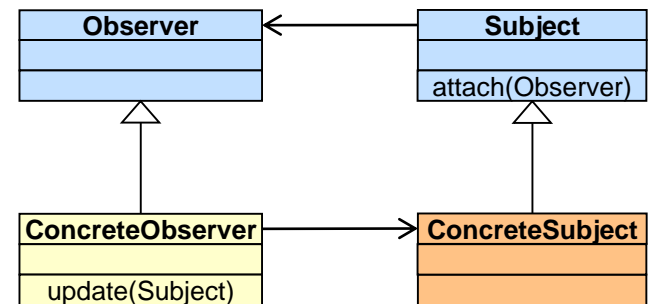 Observer
Subject
attach(Observer)
ConcreteObserver
ConcreteSubject
update(Subject)